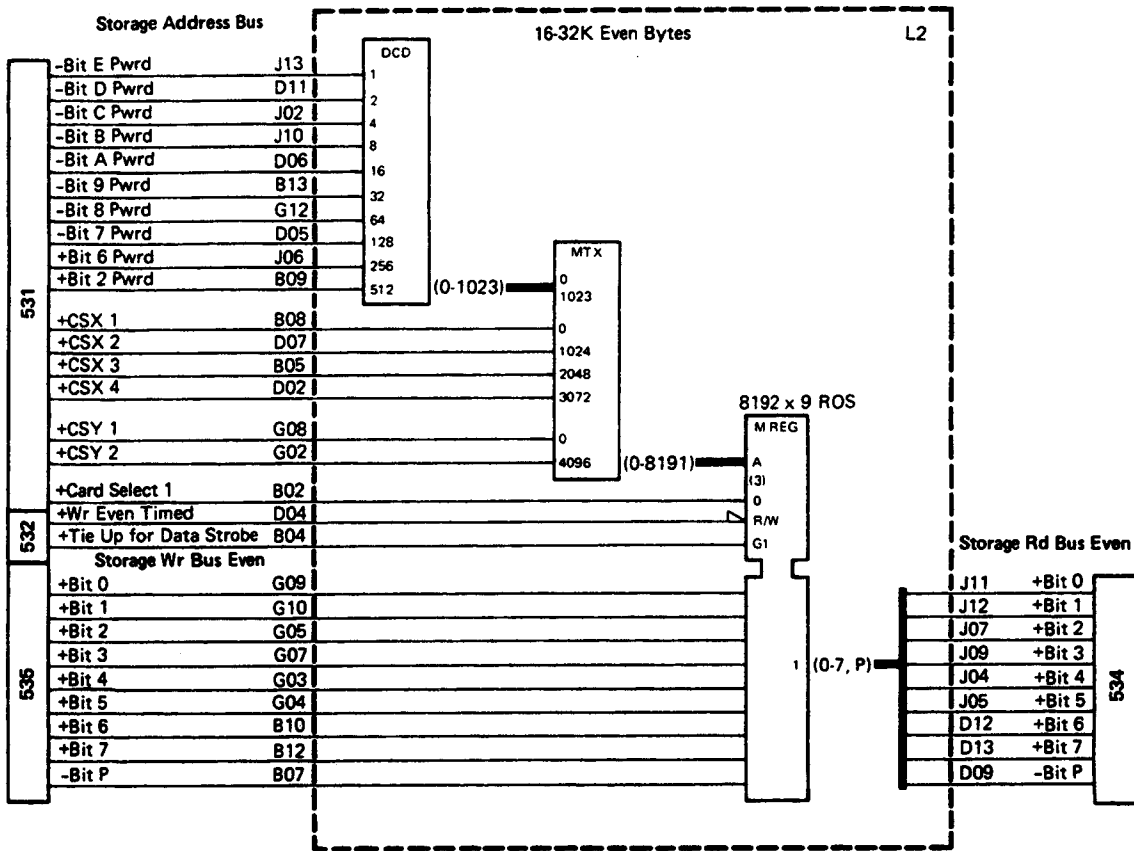 Storage Address Bus
16-32K Even Bytes
L2
DCD
-Bit E Pwrd J13 1
-Bit D Pwrd D11 2
-Bit C Pwrd J02 4
-Bit B Pwrd J10 8
-Bit A Pwrd D06 16
-Bit 9 Pwrd B13 32
-Bit 8 Pwrd G12 64
-Bit 7 Pwrd D05 128
+Bit 6 Pwrd J06 256
+Bit 2 Pwrd B09 512
(0-1023)
MTX
0
1023
531
+CSX 1 B08 0
+CSX 2 D07 1024
+CSX 3 B05 2048
+CSX 4 D02 3072
+CSY 1 G08 0
+CSY 2 G02 4096
(0-8191)
8192 x 9 ROS
M REG
A
(3)
+Card Select 1 B02 0
532
+Wr Even Timed D04 R/W
+Tie Up for Data Strobe B04 G1
Storage Wr Bus Even
535
+Bit 0 G09
+Bit 1 G10
+Bit 2 G05
+Bit 3 G07
+Bit 4 G03
+Bit 5 G04
+Bit 6 B10
+Bit 7 B12
-Bit P B07
1
(0-7, P)
Storage Rd Bus Even
J11 +Bit 0
J12 +Bit 1
J07 +Bit 2
J09 +Bit 3
J04 +Bit 4
J05 +Bit 5
D12 +Bit 6
D13 +Bit 7
D09 -Bit P
534